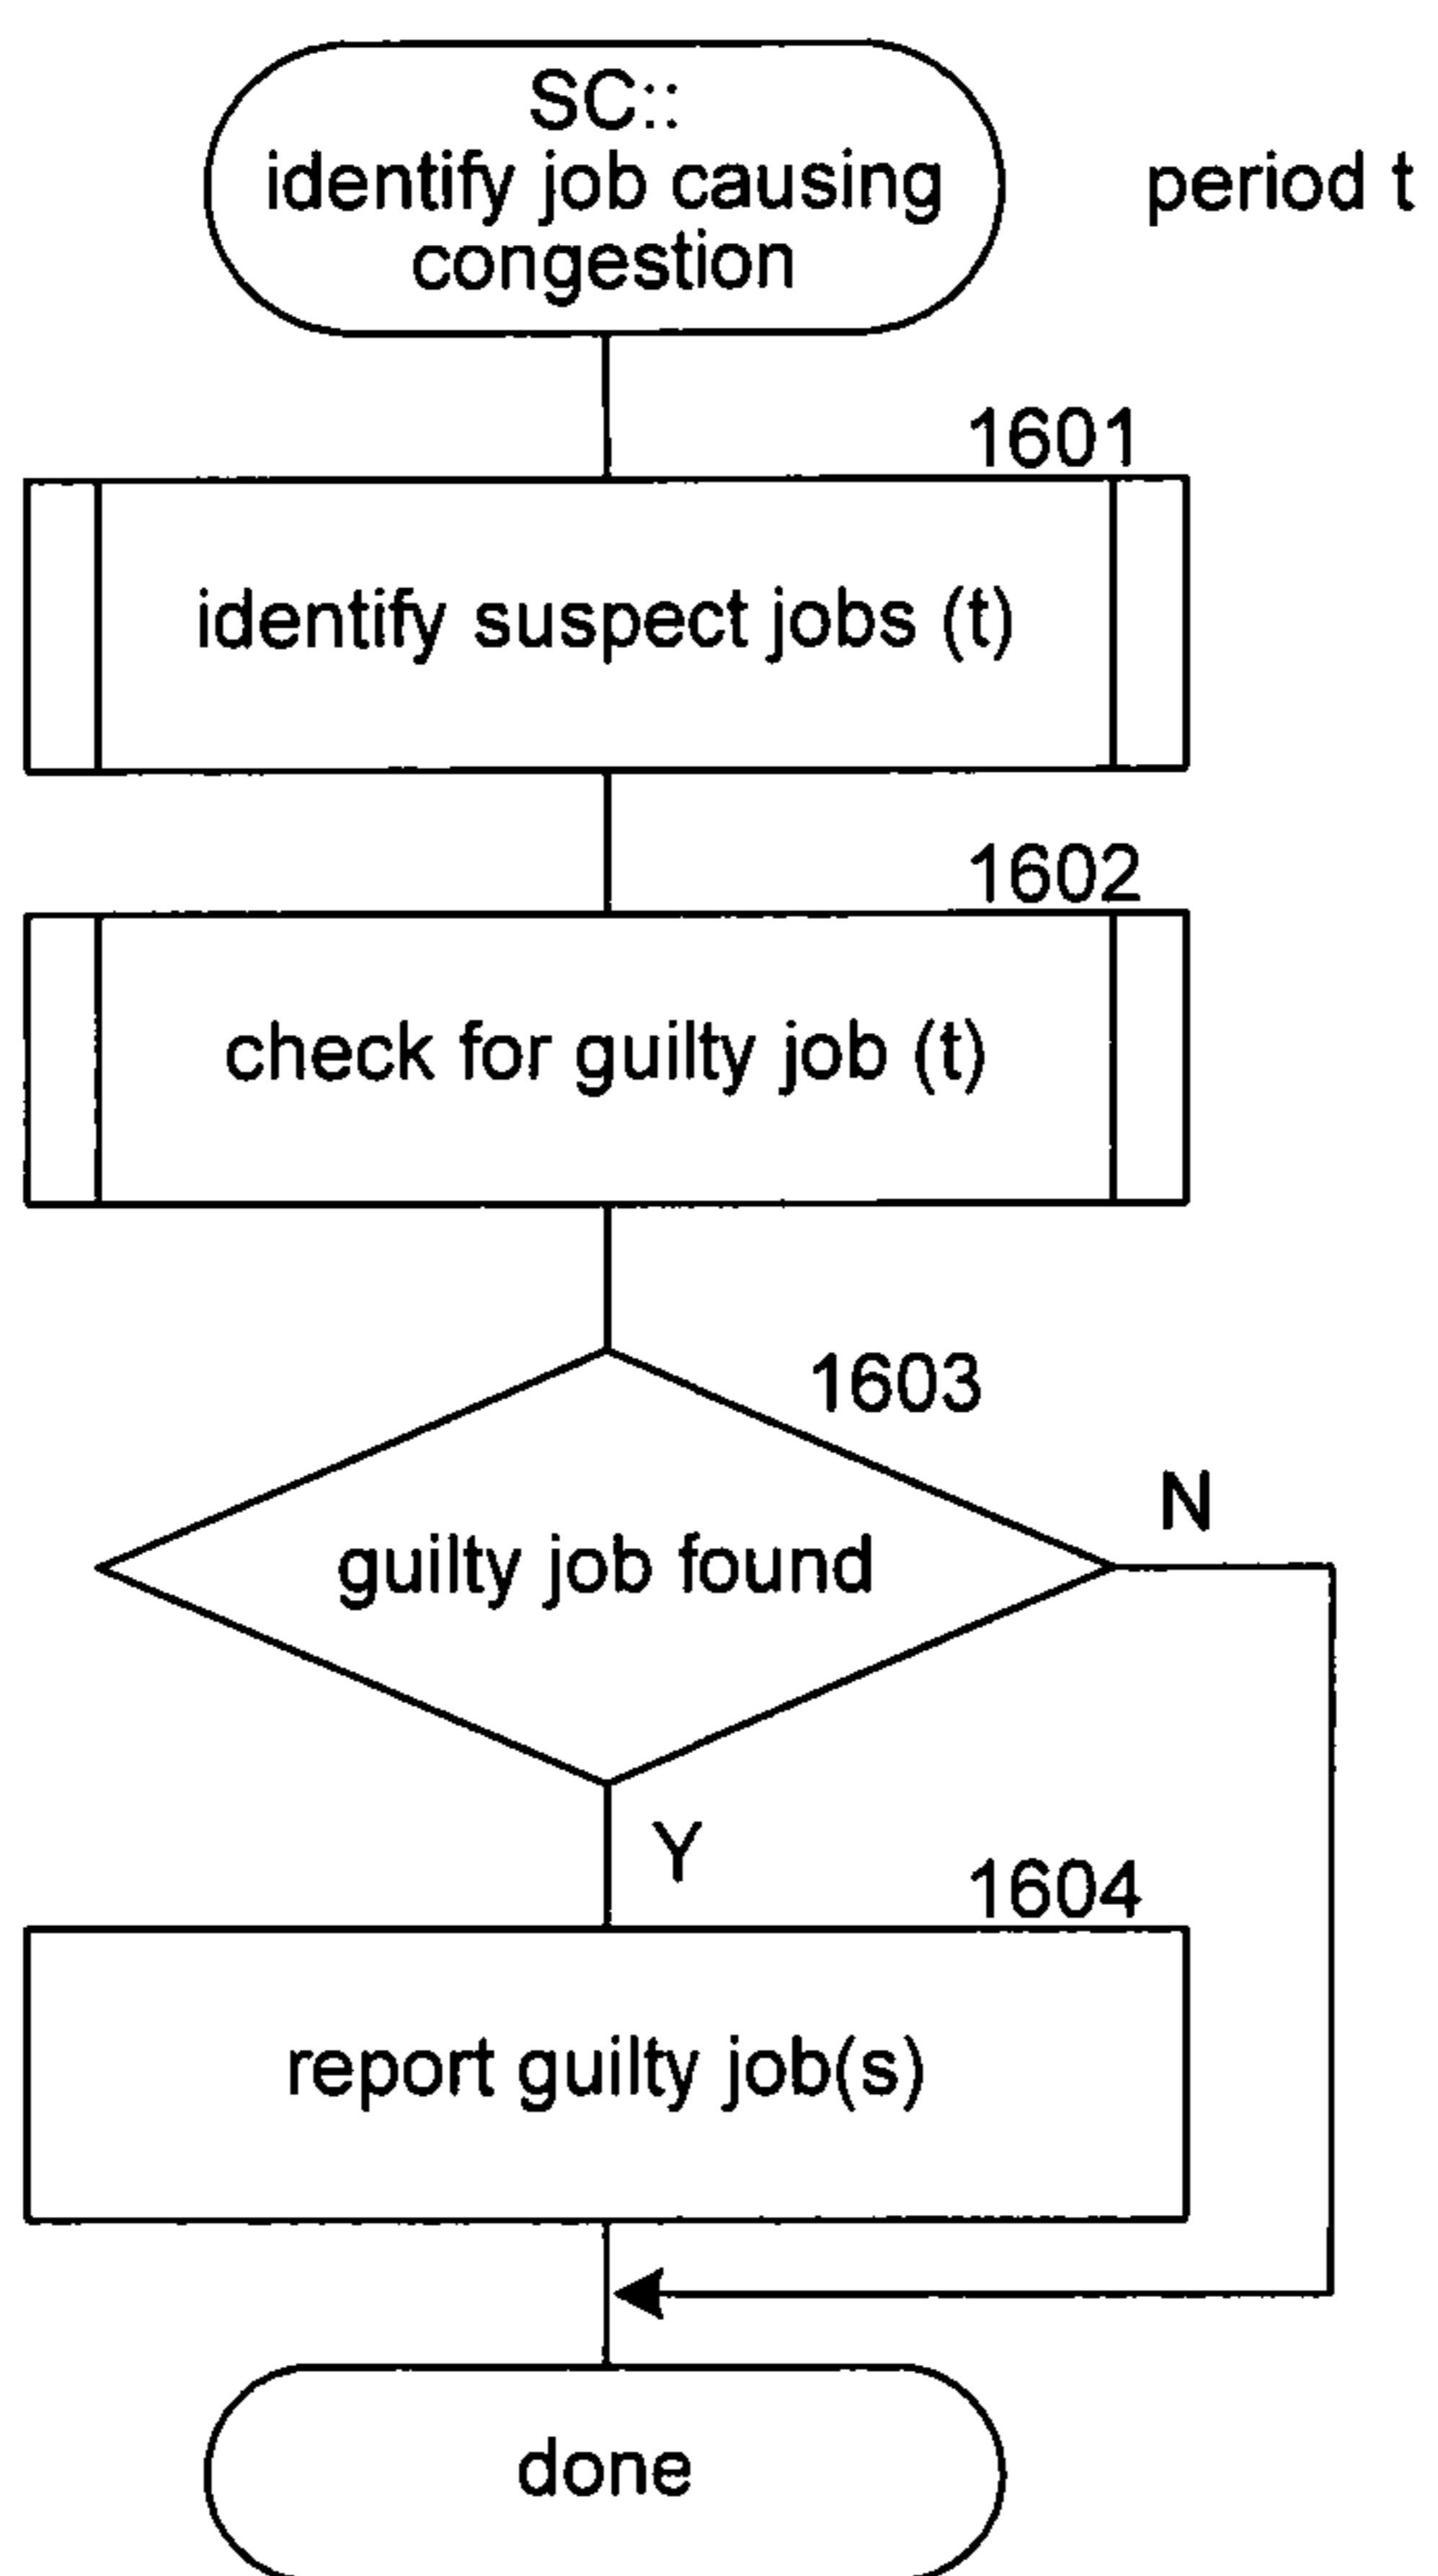 SC::
identify job causing
congestion
period t
1601
identify suspect jobs (t)
1602
check for guilty job (t)
1603
guilty job found
N
Y
1604
report guilty job(s)
done